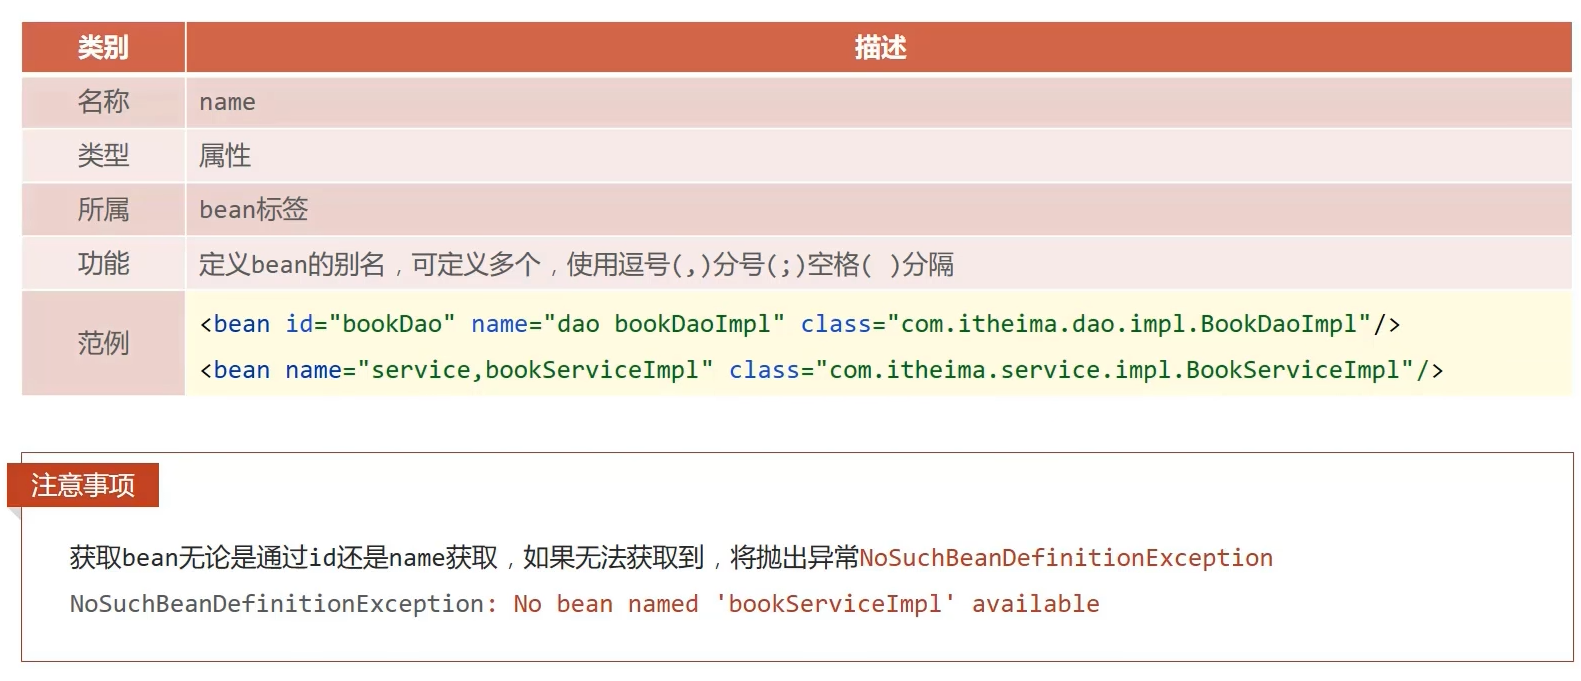 类别 描述
名称 name
类型 属性
所属 bean标签
功能 定义bean的别名，可定义多个，使用逗号(,)分号(;)空格( )分隔
范例
<bean id="bookDao" name="dao bookDaoImpl" class="com.itheima.dao.impl.BookDaoImpl"/>
<bean name="service,bookServiceImpl" class="com.itheima.service.impl.BookServiceImpl"/>
注意事项
获取bean无论是通过id还是name获取，如果无法获取到，将抛出异常NoSuchBeanDefinitionException
NoSuchBeanDefinitionException: No bean named 'bookServiceImpl' available